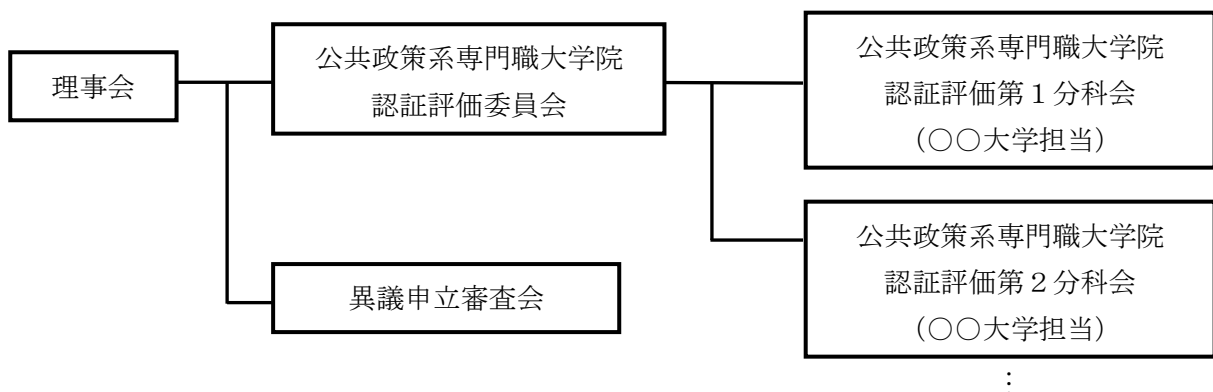 理事会
公共政策系専門職大学院
認証評価委員会
異議申立審査会
公共政策系専門職大学院
認証評価第１分科会
（○○大学担当）
公共政策系専門職大学院
認証評価第２分科会
（○○大学担当）
：